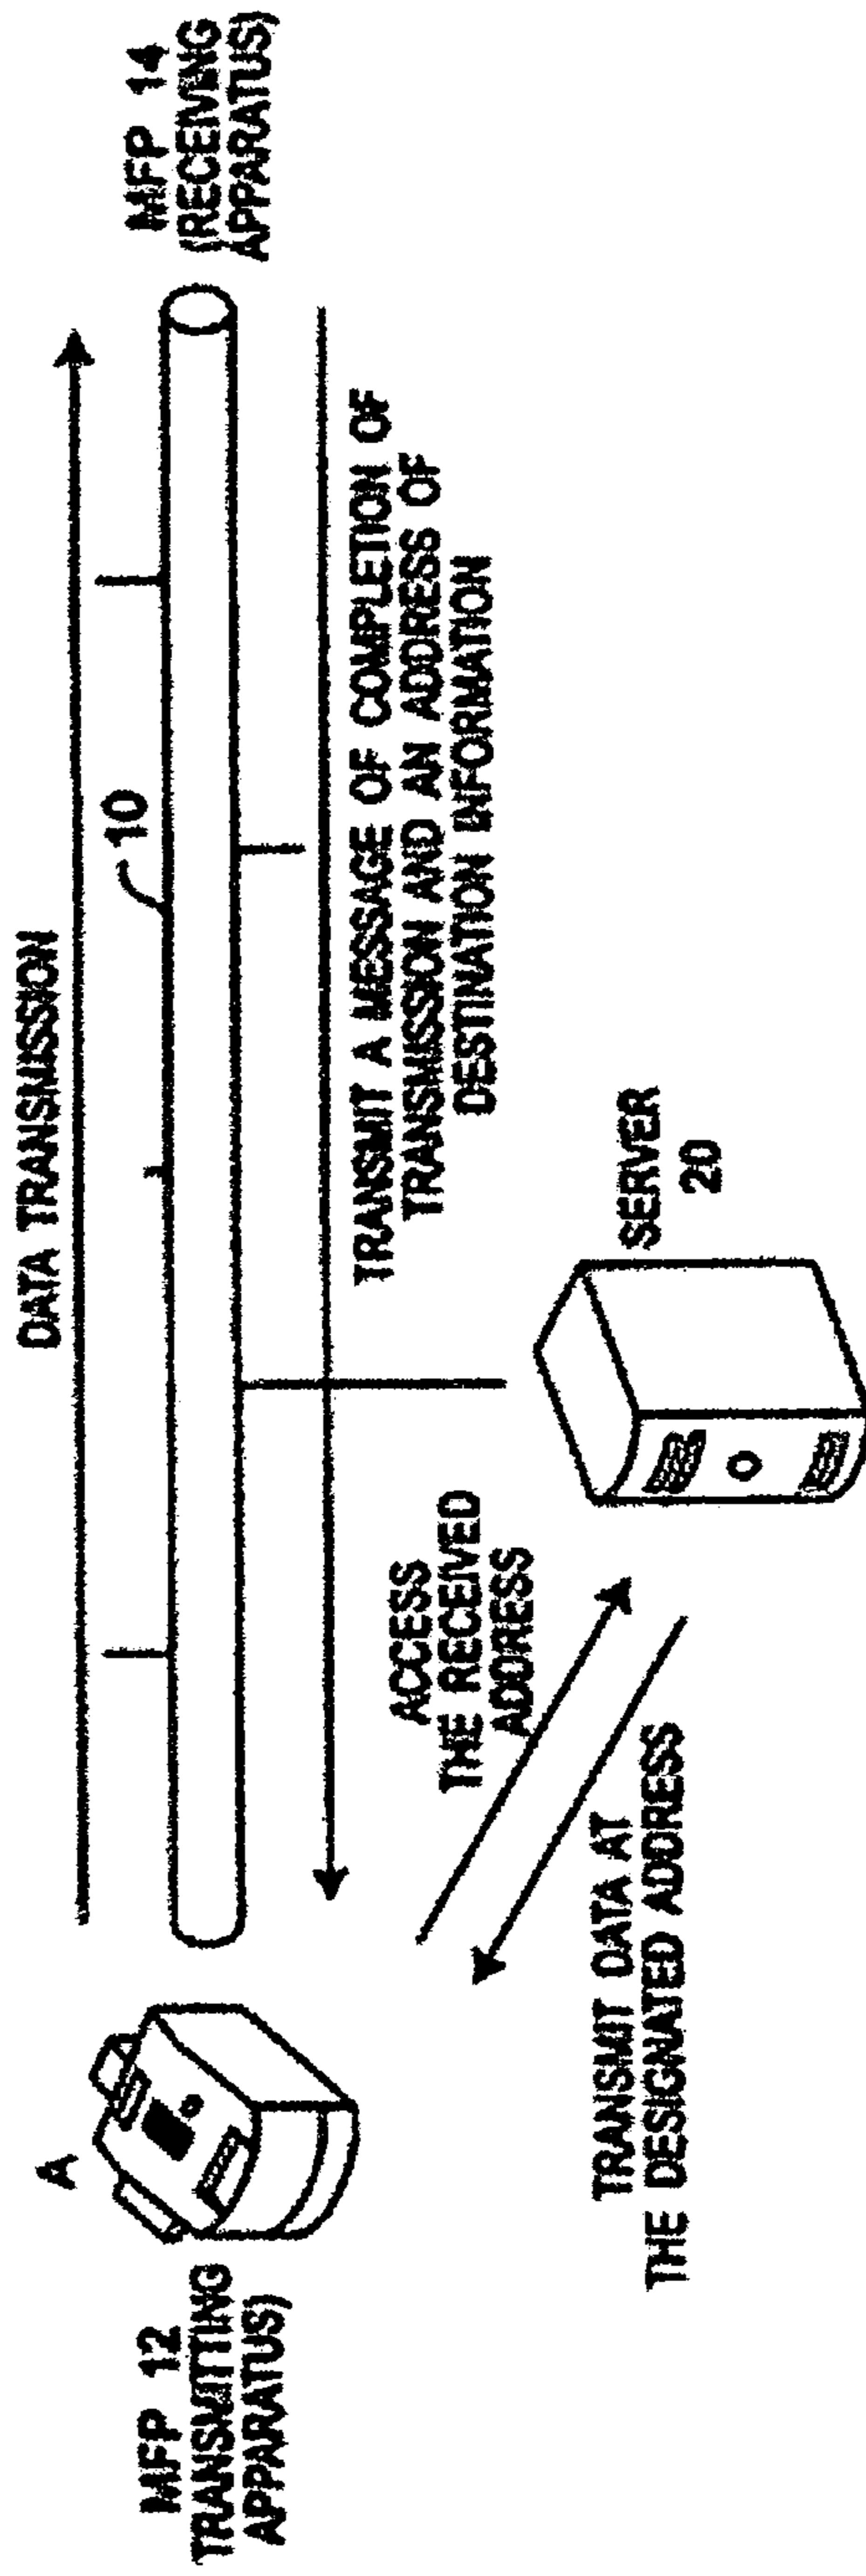 DATA TRANSMISSION
10
A
MFP 12
TRANSMITTING
APPARATUS)
MFP 14
(RECEIVING
APPARATUS)
TRANSMIT A MESSAGE OF COMPLETION OF
TRANSMISSION AND AN ADDRESS OF
DESTINATION INFORMATION
ACCESS
THE RECEIVED
ADDRESS
SERVER
20
TRANSMIT DATA AT
THE DESIGNATED ADDRESS